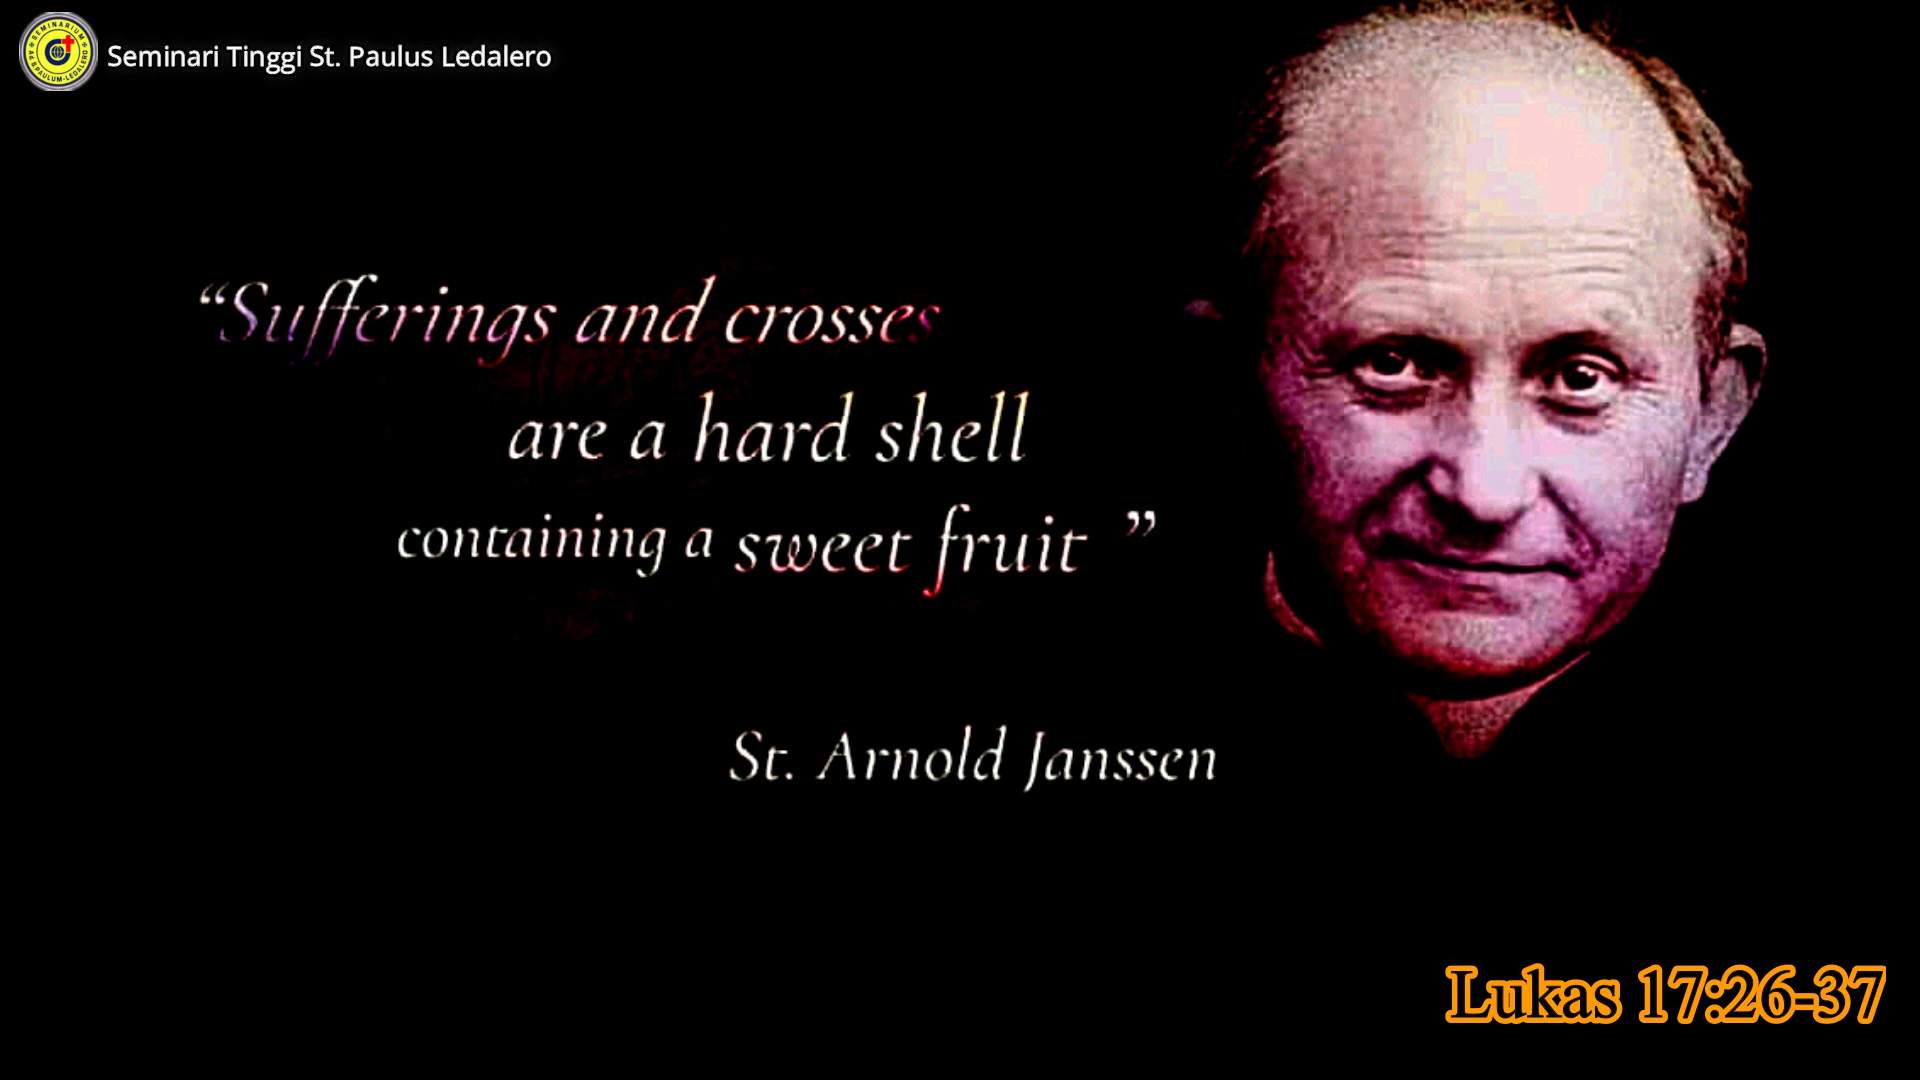 Seminari Tinggi St. Paulus Ledalero
“Sufferings and crosses
are a hard shell
containing a sweet fruit ”
St. Arnold Janssen
Lukas 17:26-37